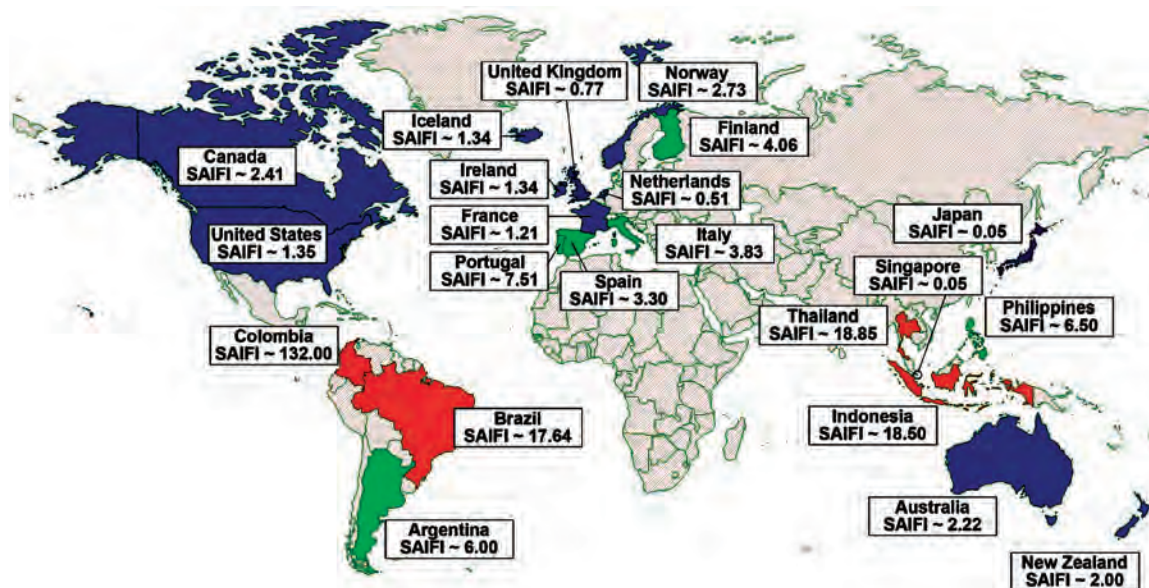 United Kingdom
SAIFI ~ 0.77
Norway
SAIFI ~ 2.73
Iceland
SAIFI ~ 1.34
Finland
SAIFI ~ 4.06
Canada
SAIFI ~ 2.41
Ireland
SAIFI ~ 1.34
Netherlands
SAIFI ~ 0.51
France
SAIFI ~ 1.21
Japan
SAIFI ~ 0.05
United States
SAIFI ~ 1.35
Italy
SAIFI ~ 3.83
Portugal
SAIFI ~ 7.51
Singapore
SAIFI ~ 0.05
Spain
SAIFI ~ 3.30
Thailand
SAIFI ~ 18.85
Philippines
SAIFI ~ 6.50
Colombia
SAIFI ~ 132.00
Brazil
SAIFI ~ 17.64
Indonesia
SAIFI ~ 18.50
Australia
SAIFI ~ 2.22
Argentina
SAIFI ~ 6.00
New Zealand
SAIFI ~ 2.00